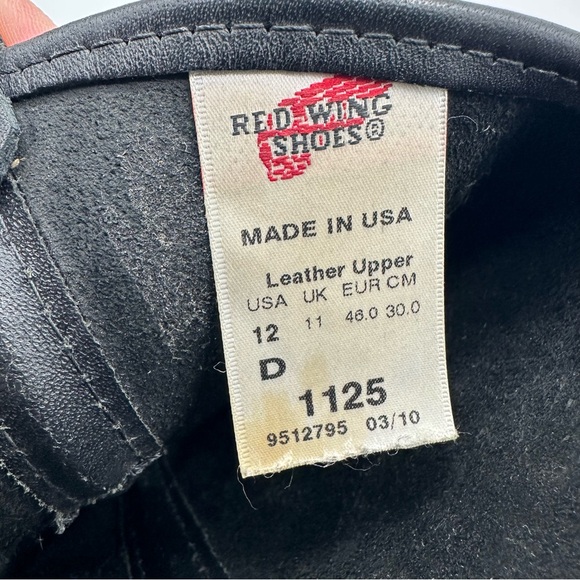 RED WING
SHOES®
MADE IN USA
Leather Upper
USA UK EUR CM
12 11 46.0 30.0
D
1125
9512795 03/10